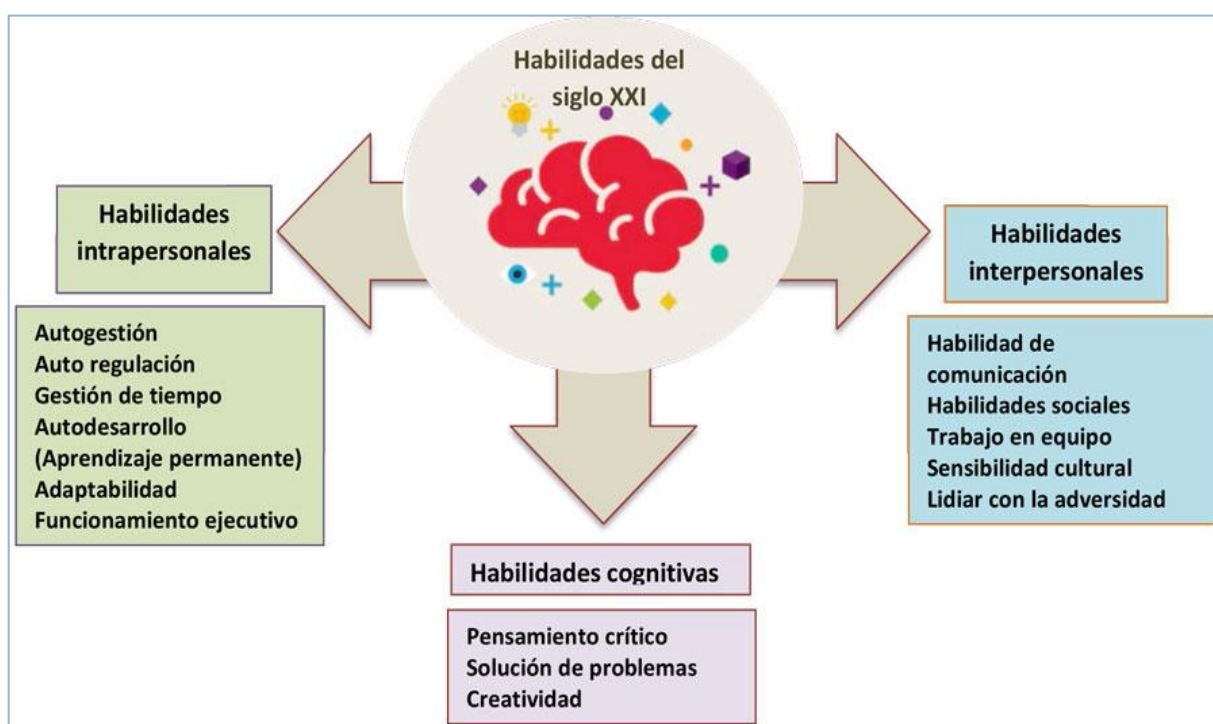 Habilidades del
siglo XXI
Habilidades
intrapersonales
Autogestión
Auto regulación
Gestión de tiempo
Autodesarrollo
(Aprendizaje permanente)
Adaptabilidad
Funcionamiento ejecutivo
Habilidades cognitivas
Pensamiento crítico
Solución de problemas
Creatividad
Habilidades
interpersonales
Habilidad de
comunicación
Habilidades sociales
Trabajo en equipo
Sensibilidad cultural
Lidiar con la adversidad